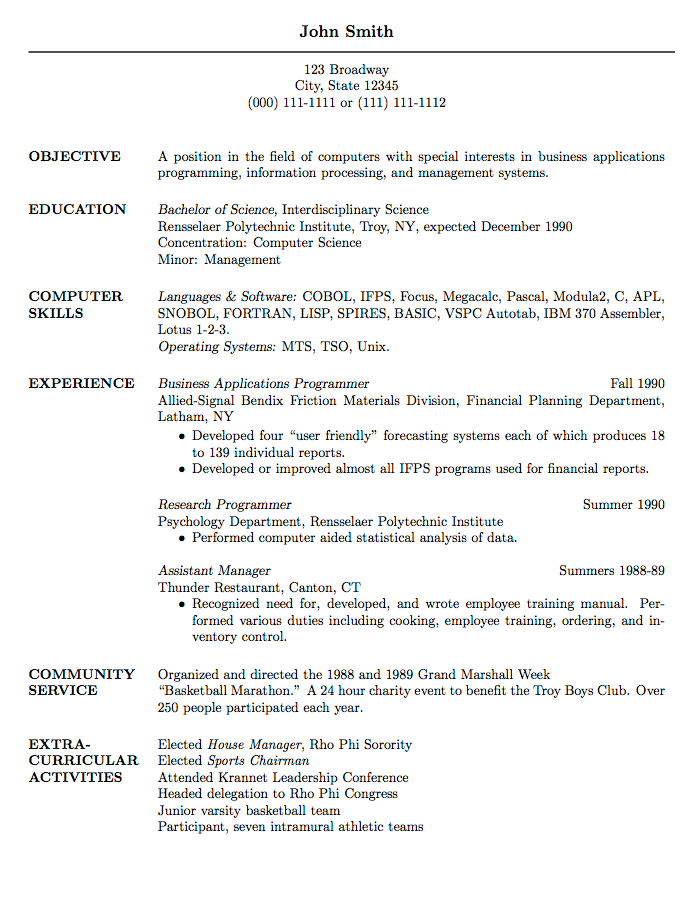 John Smith
123 Broadway
City, State 12345
(000) 111-1111 or (111) 111-1112
OBJECTIVE
A position in the field of computers with special interests in business applications
programming, information processing, and management systems.
EDUCATION
Bachelor of Science, Interdisciplinary Science
Rensselaer Polytechnic Institute, Troy, NY, expected December 1990
Concentration: Computer Science
Minor: Management
COMPUTER
SKILLS
Languages & Software: COBOL, IFPS, Focus, Megacalc, Pascal, Modula2, C, APL,
SNOBOL, FORTRAN, LISP, SPIRES, BASIC, VSPC Autotab, IBM 370 Assembler,
Lotus 1-2-3.
Operating Systems: MTS, TSO, Unix.
EXPERIENCE
Business Applications Programmer Fall 1990
Allied-Signal Bendix Friction Materials Division, Financial Planning Department,
Latham, NY
• Developed four “user friendly” forecasting systems each of which produces 18
to 139 individual reports.
• Developed or improved almost all IFPS programs used for financial reports.
Research Programmer Summer 1990
Psychology Department, Rensselaer Polytechnic Institute
• Performed computer aided statistical analysis of data.
Assistant Manager Summers 1988-89
Thunder Restaurant, Canton, CT
• Recognized need for, developed, and wrote employee training manual. Per-
formed various duties including cooking, employee training, ordering, and in-
ventory control.
COMMUNITY
SERVICE
Organized and directed the 1988 and 1989 Grand Marshall Week
“Basketball Marathon.” A 24 hour charity event to benefit the Troy Boys Club. Over
250 people participated each year.
EXTRA-
CURRICULAR
ACTIVITIES
Elected House Manager, Rho Phi Sorority
Elected Sports Chairman
Attended Krannet Leadership Conference
Headed delegation to Rho Phi Congress
Junior varsity basketball team
Participant, seven intramural athletic teams